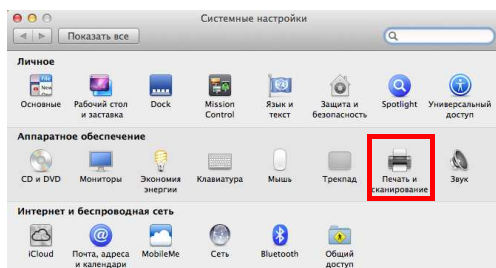 Системные настройки
Показать все
Личное
Основные
Рабочий стол и заставка
Dock
Mission Control
Язык и текст
Защита и безопасность
Spotlight
Универсальный доступ
Аппаратное обеспечение
CD и DVD
Мониторы
Экономия энергии
Клавиатура
Мышь
Трекпад
Печать и сканирование
Звук
Интернет и беспроводная сеть
iCloud
Почта, адреса и календари
MobileMe
Сеть
Bluetooth
Общий доступ